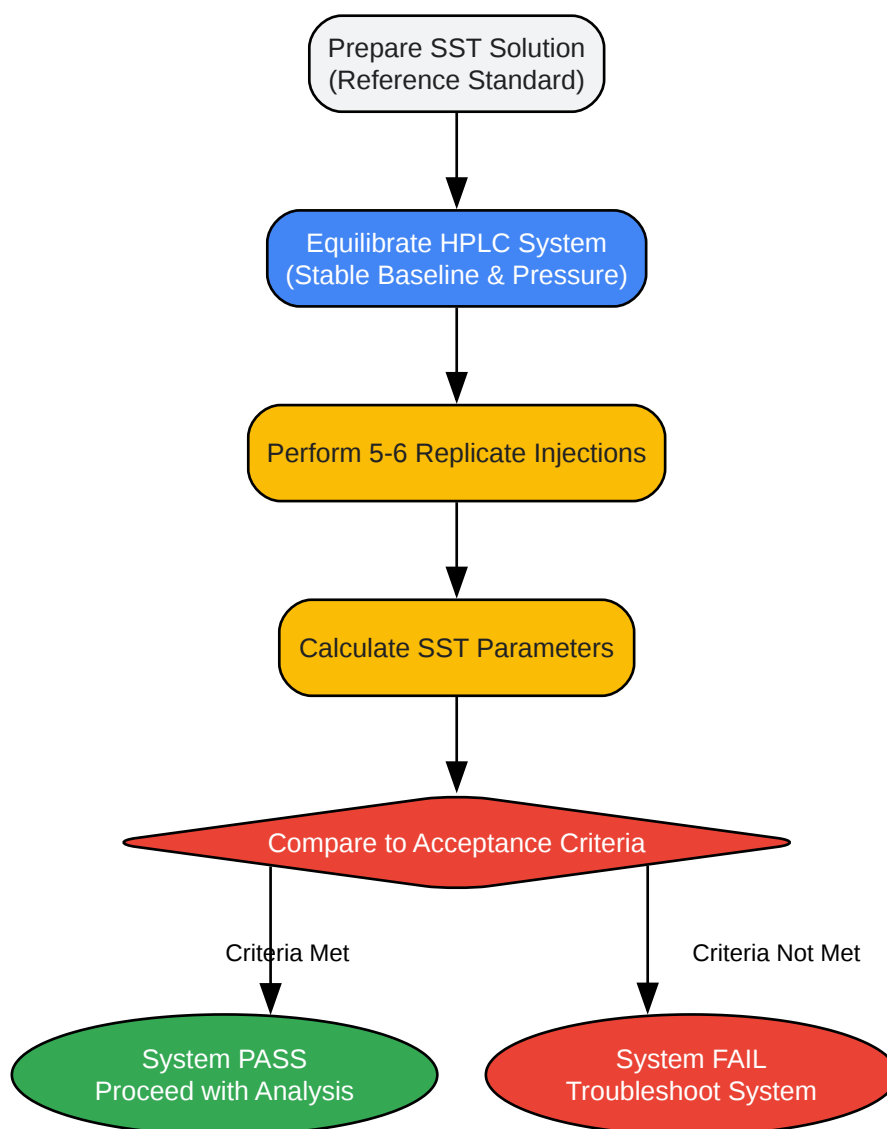 Prepare SST Solution
(Reference Standard)
Equilibrate HPLC System
(Stable Baseline & Pressure)
Perform 5-6 Replicate Injections
Calculate SST Parameters
Compare to Acceptance Criteria
Criteria Met
Criteria Not Met
System PASS
Proceed with Analysis
System FAIL
Troubleshoot System